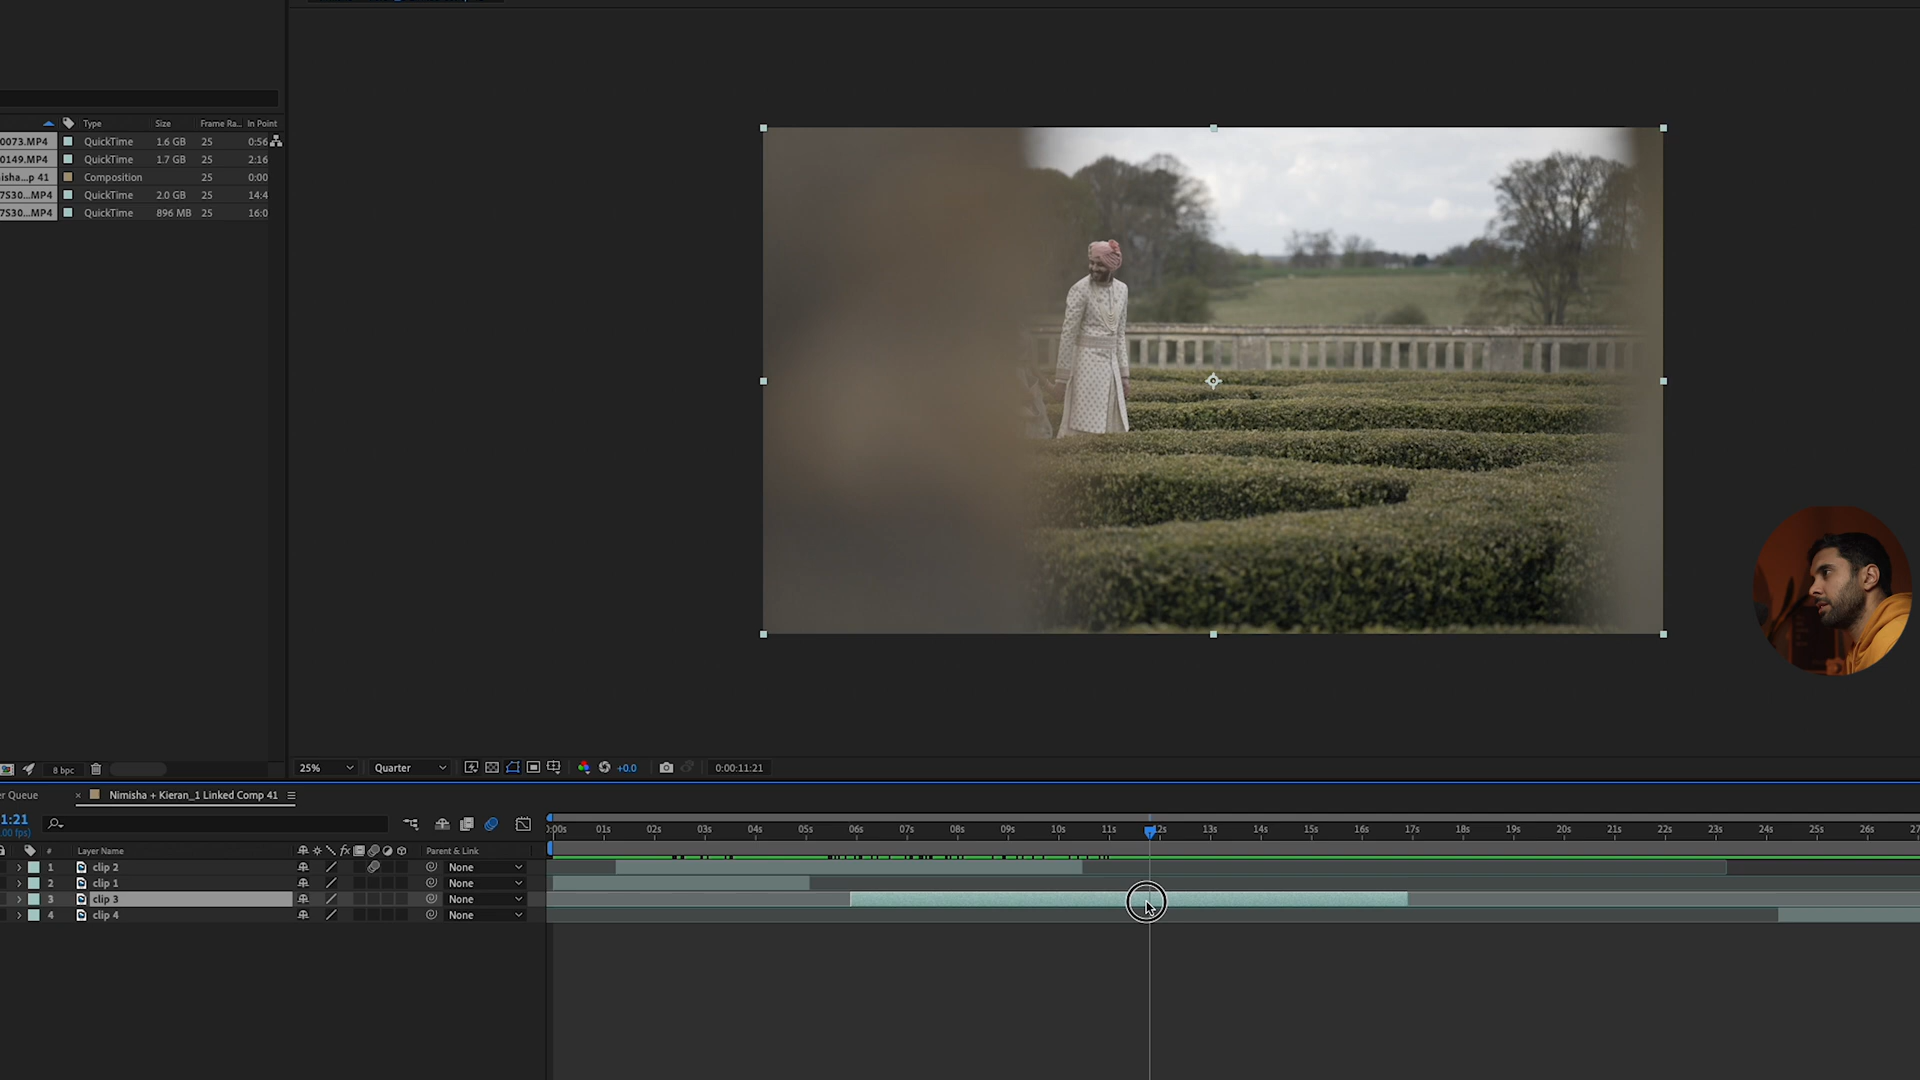 Type Size Frame Ra... In Point
0073.MP4 QuickTime 1.6 GB 25 0:56
0149.MP4 QuickTime 1.7 GB 25 2:16
isha...p 41 Composition 25 0:00
7S30...MP4 QuickTime 2.0 GB 25 14:4
7S30...MP4 QuickTime 896 MB 25 16:0
8 bpc
25% Quarter +0.0 0:00:11:21
er Queue × Nimisha + Kieran_1 Linked Comp 41
1:21
.00 fps)
0:00s 01s 02s 03s 04s 05s 06s 07s 08s 09s 10s 11s 12s 13s 14s 15s 16s 17s 18s 19s 20s 21s 22s 23s 24s 25s 26s 27
# Layer Name fx Parent & Link
1 clip 2 None
2 clip 1 None
3 clip 3 None
4 clip 4 None